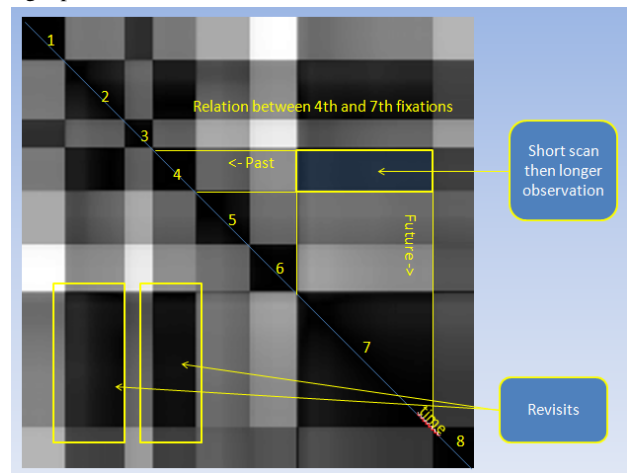 1
2
Relation between 4th and 7th fixations
3
<- Past
4
Short scan
then longer
observation
5
Future->
6
7
Revisits
time
8